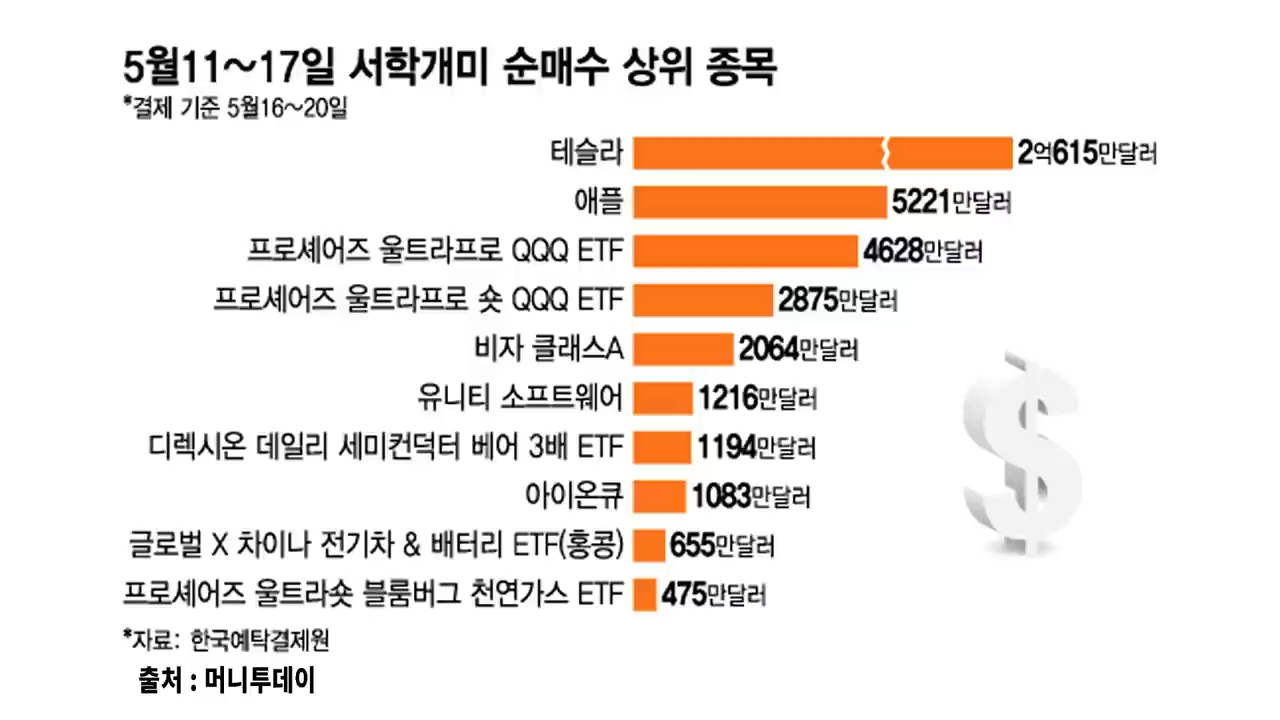 5월11~17일 서학개미 순매수 상위 종목
*결제 기준 5월16~20일
테슬라 2억615만달러
애플 5221만달러
프로셰어즈 울트라프로 QQQ ETF 4628만달러
프로셰어즈 울트라프로 숏 QQQ ETF 2875만달러
비자 클래스A 2064만달러
유니티 소프트웨어 1216만달러
디렉시온 데일리 세미컨덕터 베어 3배 ETF 1194만달러
아이온큐 1083만달러
글로벌 X 차이나 전기차 & 배터리 ETF(홍콩) 655만달러
프로셰어즈 울트라숏 블룸버그 천연가스 ETF 475만달러
*자료: 한국예탁결제원
출처 : 머니투데이
$